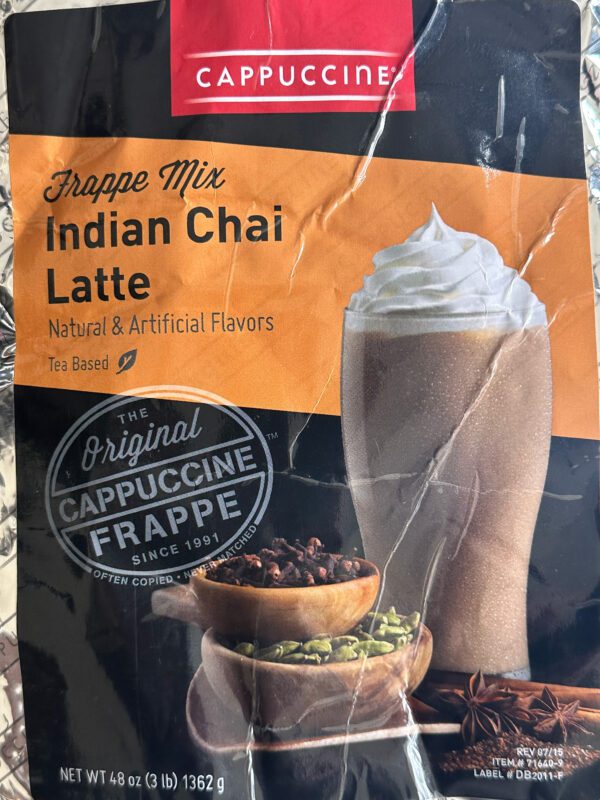 CAPPUCCINE®
Frappe Mix
Indian Chai
Latte
Natural & Artificial Flavors
Tea Based
THE
Original
CAPPUCCINE
FRAPPE
SINCE 1991
OFTEN COPIED • NEVER MATCHED
TM
NET WT 48 oz (3 lb) 1362 g
REV 07/15
ITEM # 71640-9
LABEL # DB2011-F